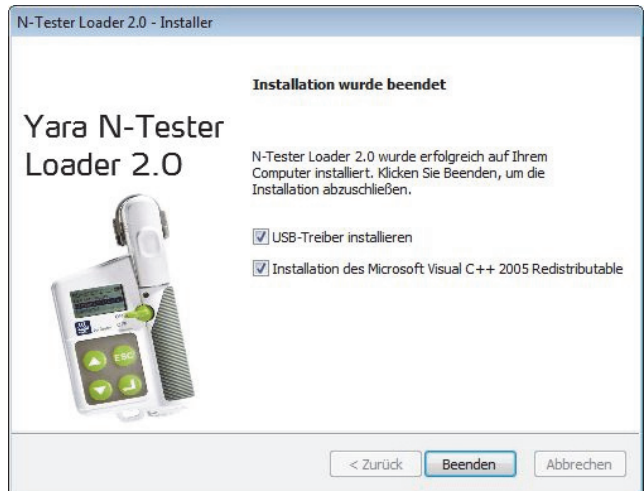 N-Tester Loader 2.0 - Installer
Installation wurde beendet
Yara N-Tester
Loader 2.0
N-Tester Loader 2.0 wurde erfolgreich auf Ihrem
Computer installiert. Klicken Sie Beenden, um die
Installation abzuschließen.
USB-Treiber installieren
Installation des Microsoft Visual C++ 2005 Redistributable
ESC
< Zurück
Beenden
Abbrechen